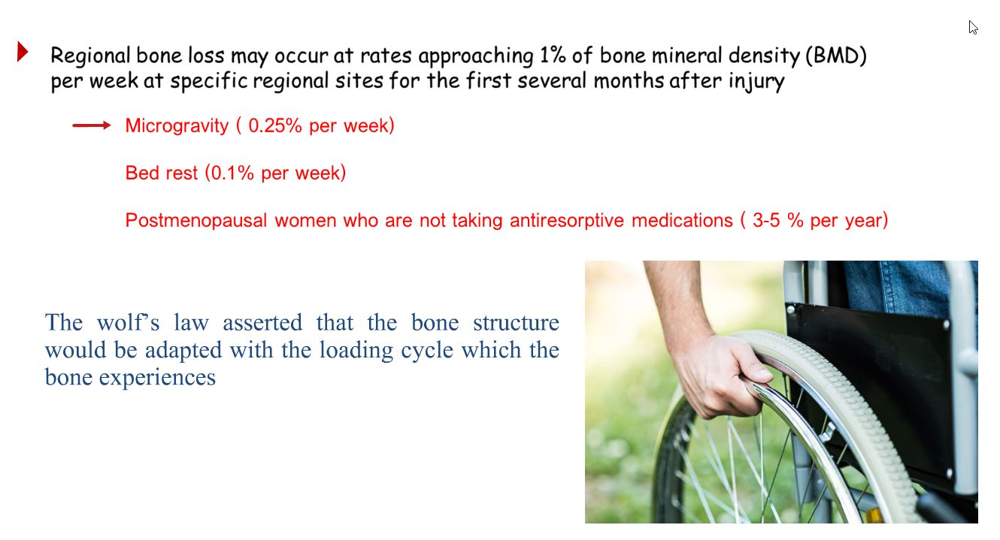 Regional bone loss may occur at rates approaching 1% of bone mineral density (BMD)
per week at specific regional sites for the first several months after injury
Microgravity ( 0.25% per week)
Bed rest (0.1% per week)
Postmenopausal women who are not taking antiresorptive medications ( 3-5 % per year)
The wolf's law asserted that the bone structure
would be adapted with the loading cycle which the
bone experiences